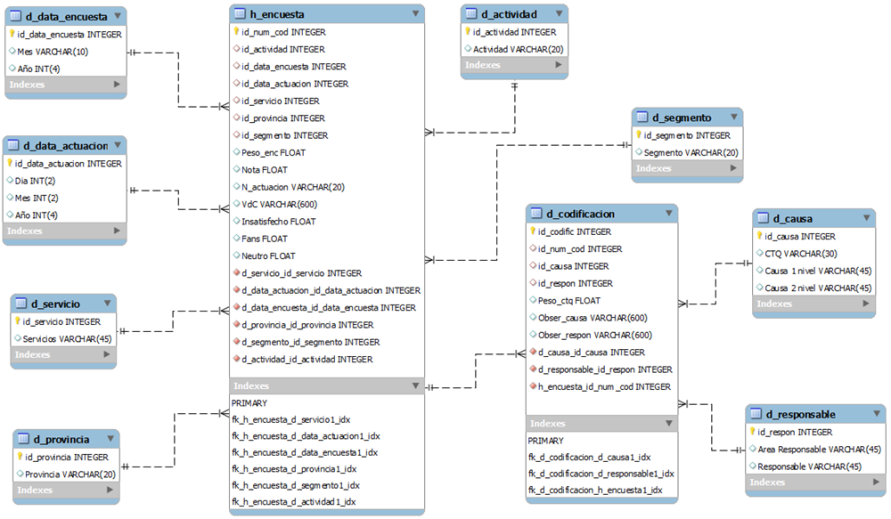 d_data_encuesta
id_data_encuesta INTEGER
Mes VARCHAR(10)
Año INT(4)
Indexes
d_data_actuacion
id_data_actuacion INTEGER
Dia INT(2)
Mes INT(2)
Año INT(4)
Indexes
d_servicio
id_servicio INTEGER
Servicios VARCHAR(45)
Indexes
d_provincia
id_provincia INTEGER
Provincia VARCHAR(20)
Indexes
h_encuesta
id_num_cod INTEGER
id_actividad INTEGER
id_data_encuesta INTEGER
id_data_actuacion INTEGER
id_servicio INTEGER
id_provincia INTEGER
id_segmento INTEGER
Peso_enc FLOAT
Nota FLOAT
N_actuacion VARCHAR(20)
VdC VARCHAR(600)
Insatisfecho FLOAT
Fans FLOAT
Neutro FLOAT
d_servicio_id_servicio INTEGER
d_data_actuacion_id_data_actuacion INTEGER
d_data_encuesta_id_data_encuesta INTEGER
d_provincia_id_provincia INTEGER
d_segmento_id_segmento INTEGER
d_actividad_id_actividad INTEGER
Indexes
PRIMARY
fk_h_encuesta_d_servicio1_idx
fk_h_encuesta_d_data_actuacion1_idx
fk_h_encuesta_d_data_encuesta1_idx
fk_h_encuesta_d_provincia1_idx
fk_h_encuesta_d_segmento1_idx
fk_h_encuesta_d_actividad1_idx
d_actividad
id_actividad INTEGER
Actividad VARCHAR(20)
Indexes
d_segmento
id_segmento INTEGER
Segmento VARCHAR(20)
Indexes
d_codificacion
id_codific INTEGER
id_num_cod INTEGER
id_causa INTEGER
id_respon INTEGER
Peso_ctq FLOAT
Obser_causa VARCHAR(600)
Obser_respon VARCHAR(600)
d_causa_id_causa INTEGER
d_responsable_id_respon INTEGER
h_encuesta_id_num_cod INTEGER
Indexes
PRIMARY
fk_d_codificacion_d_causa1_idx
fk_d_codificacion_d_responsable1_idx
fk_d_codificacion_h_encuesta1_idx
d_causa
id_causa INTEGER
CTQ VARCHAR(30)
Causa 1 nivel VARCHAR(45)
Causa 2 nivel VARCHAR(45)
Indexes
d_responsable
id_respon INTEGER
Area Responsable VARCHAR(45)
Responsable VARCHAR(45)
Indexes